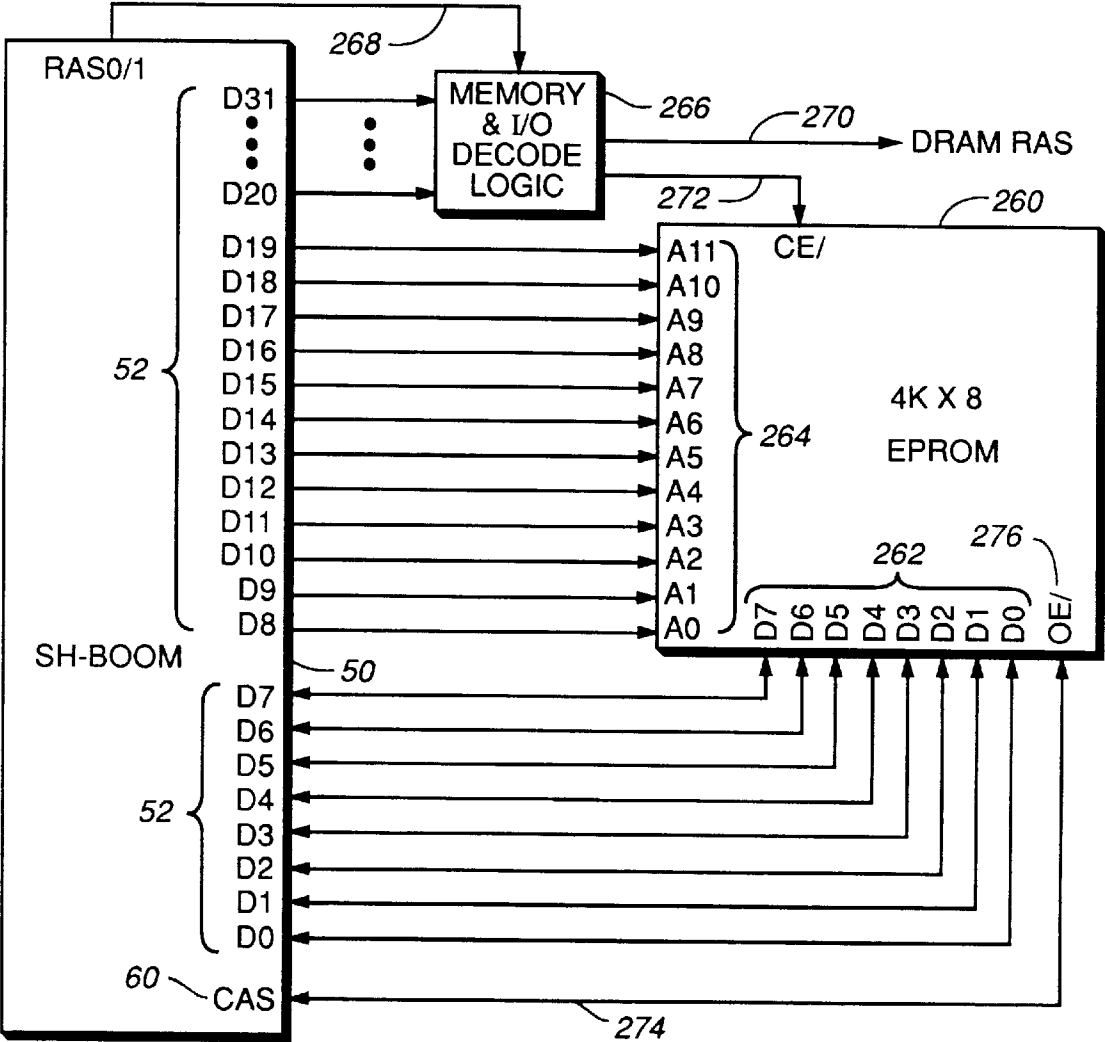 268
RAS0/1
D31
D20
52
D19
D18
D17
D16
D15
D14
D13
D12
D11
D10
D9
D8
SH-BOOM
50
52
D7
D6
D5
D4
D3
D2
D1
D0
60
CAS
274
MEMORY
& I/O
DECODE
LOGIC
266
270
DRAM RAS
272
260
CE/
A11
A10
A9
A8
A7
A6
A5
A4
A3
A2
A1
A0
264
4K X 8
EPROM
262
276
D7
D6
D5
D4
D3
D2
D1
D0
OE/